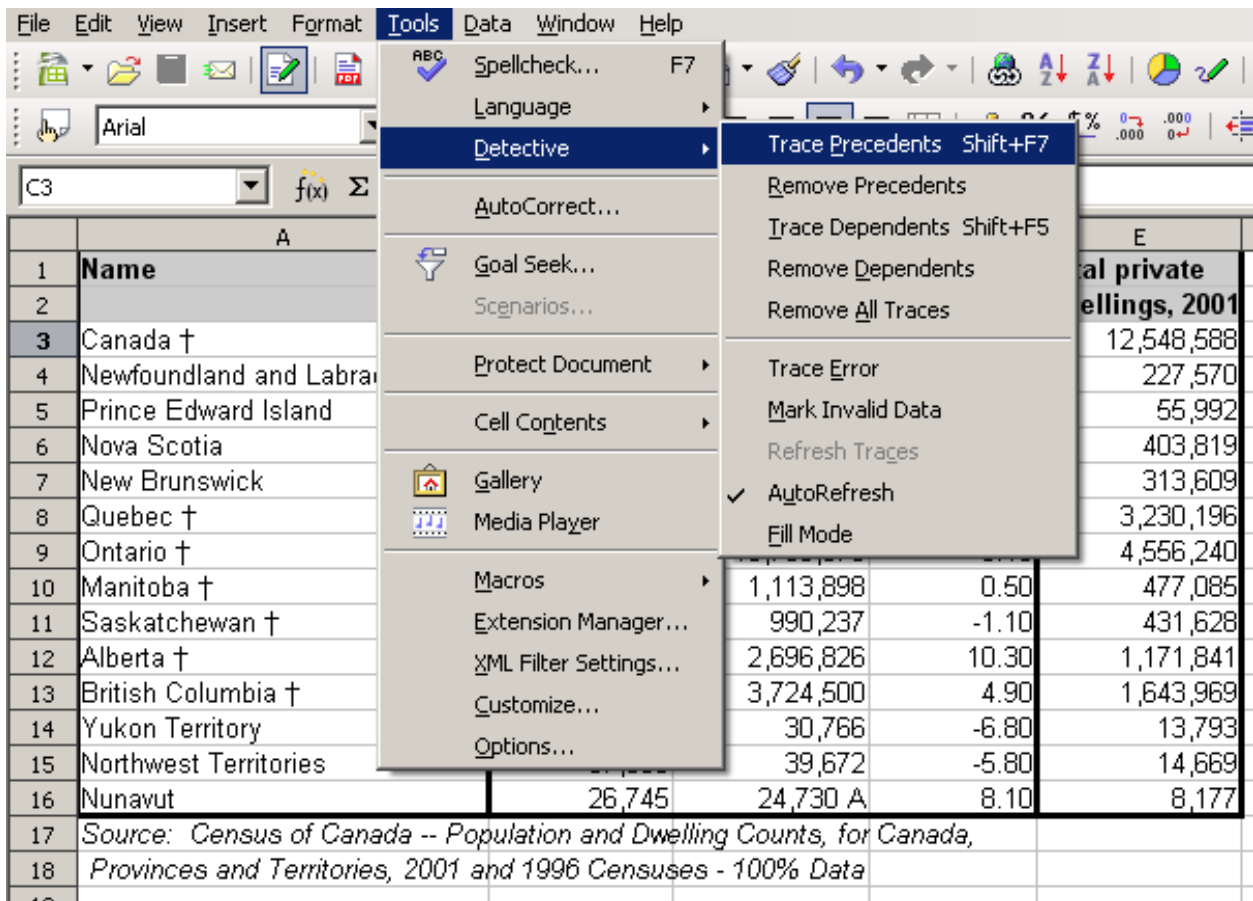 File Edit View Insert Format Tools Data Window Help
ABC Spellcheck... F7
Language
Arial
Detective
Trace Precedents Shift+F7
C3
f(x) Σ
Remove Precedents
AutoCorrect...
Trace Dependents Shift+F5
A E
Goal Seek...
Remove Dependents
1 Name al private
Scenarios...
Remove All Traces
2 ellings, 2001
3 Canada † 12,548,588
Protect Document
Trace Error
4 Newfoundland and Labra 227,570
5 Prince Edward Island 55,992
Mark Invalid Data
Cell Contents
6 Nova Scotia 403,819
Refresh Traces
7 New Brunswick 313,609
Gallery
AutoRefresh
8 Quebec † 3,230,196
Media Player
Fill Mode
9 Ontario † 4,556,240
Macros
10 Manitoba † 1,113,898 0.50 477,085
Extension Manager...
11 Saskatchewan † 990,237 -1.10 431,628
XML Filter Settings...
12 Alberta † 2,696,826 10.30 1,171,841
13 British Columbia † 3,724,500 4.90 1,643,969
Customize...
14 Yukon Territory 30,766 -6.80 13,793
Options...
15 Northwest Territories 39,672 -5.80 14,669
16 Nunavut 26,745 24,730 A 8.10 8,177
17 Source: Census of Canada -- Population and Dwelling Counts, for Canada,
18 Provinces and Territories, 2001 and 1996 Censuses - 100% Data